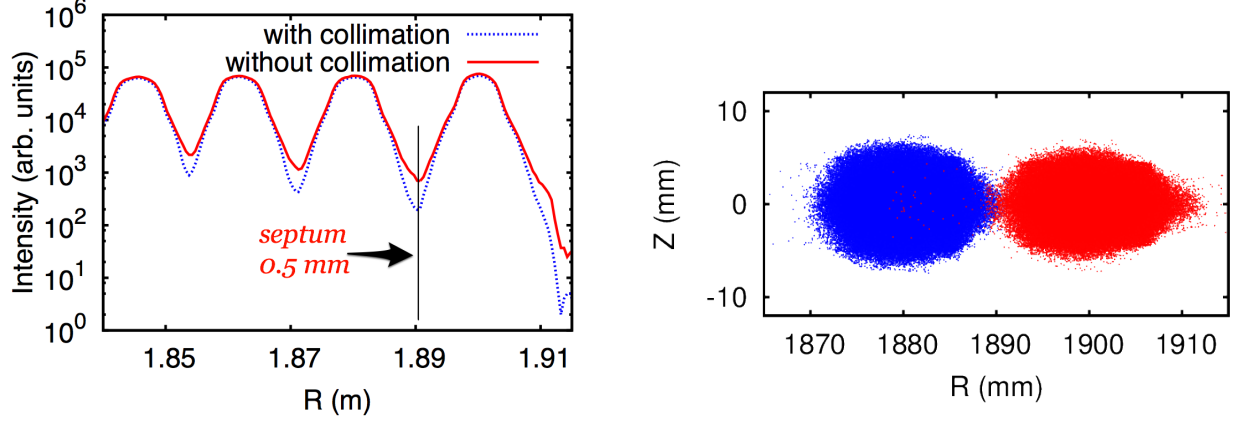 10^6
10^5
10^4
10^3
10^2
10^1
10^0
Intensity (arb. units)
with collimation
without collimation
septum
0.5 mm
1.85 1.87 1.89 1.91
R (m)
10
0
-10
Z (mm)
1870 1880 1890 1900 1910
R (mm)